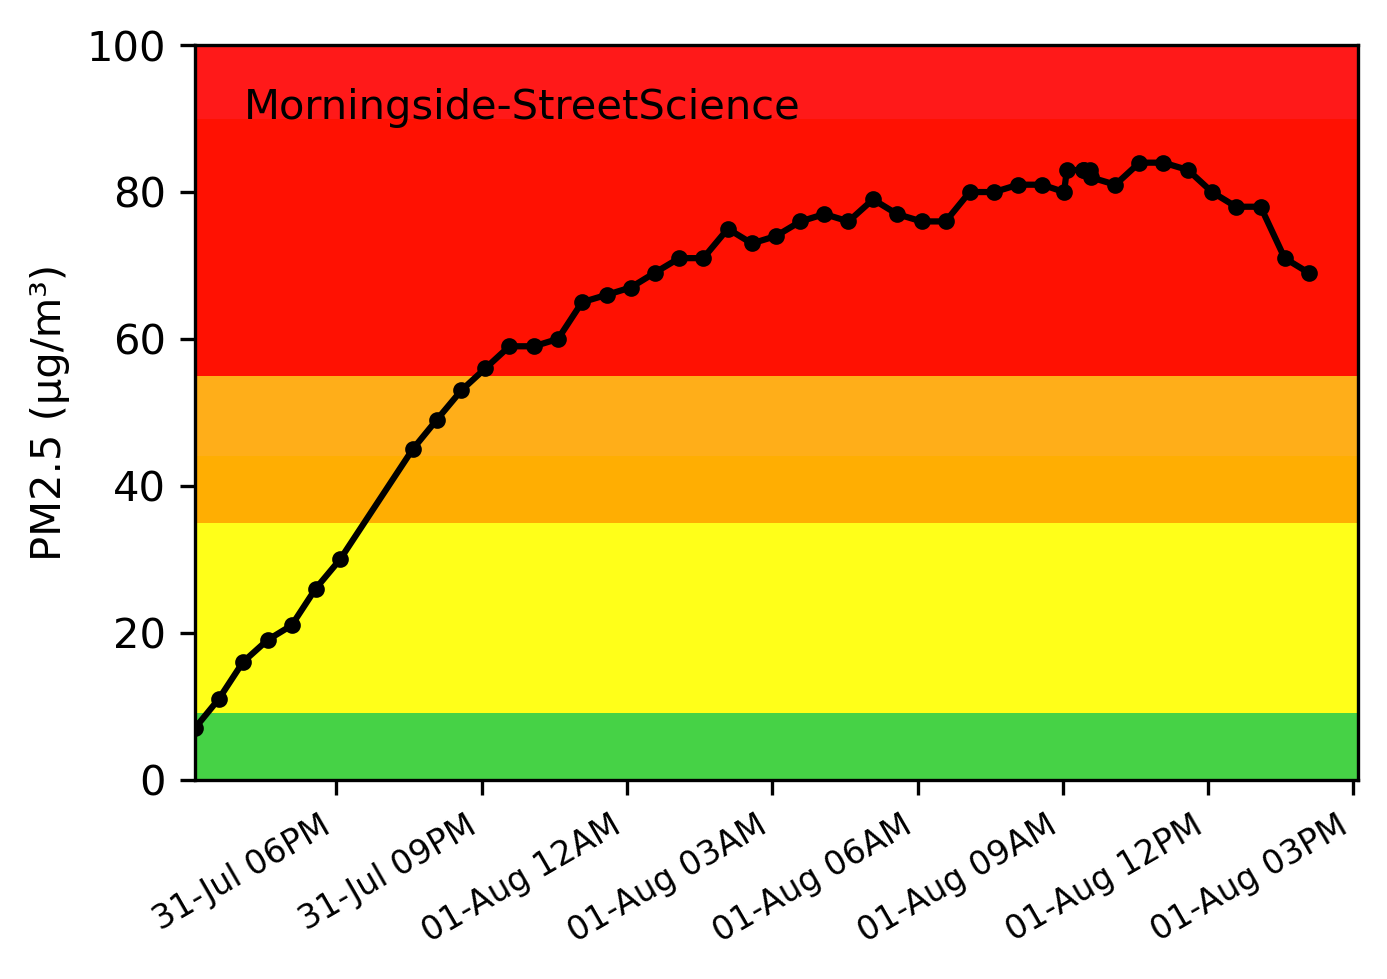 100
Morningside-StreetScience
80
60
40
20
0
PM2.5 (µg/m³)
31-Jul 06PM
31-Jul 09PM
01-Aug 12AM
01-Aug 03AM
01-Aug 06AM
01-Aug 09AM
01-Aug 12PM
01-Aug 03PM